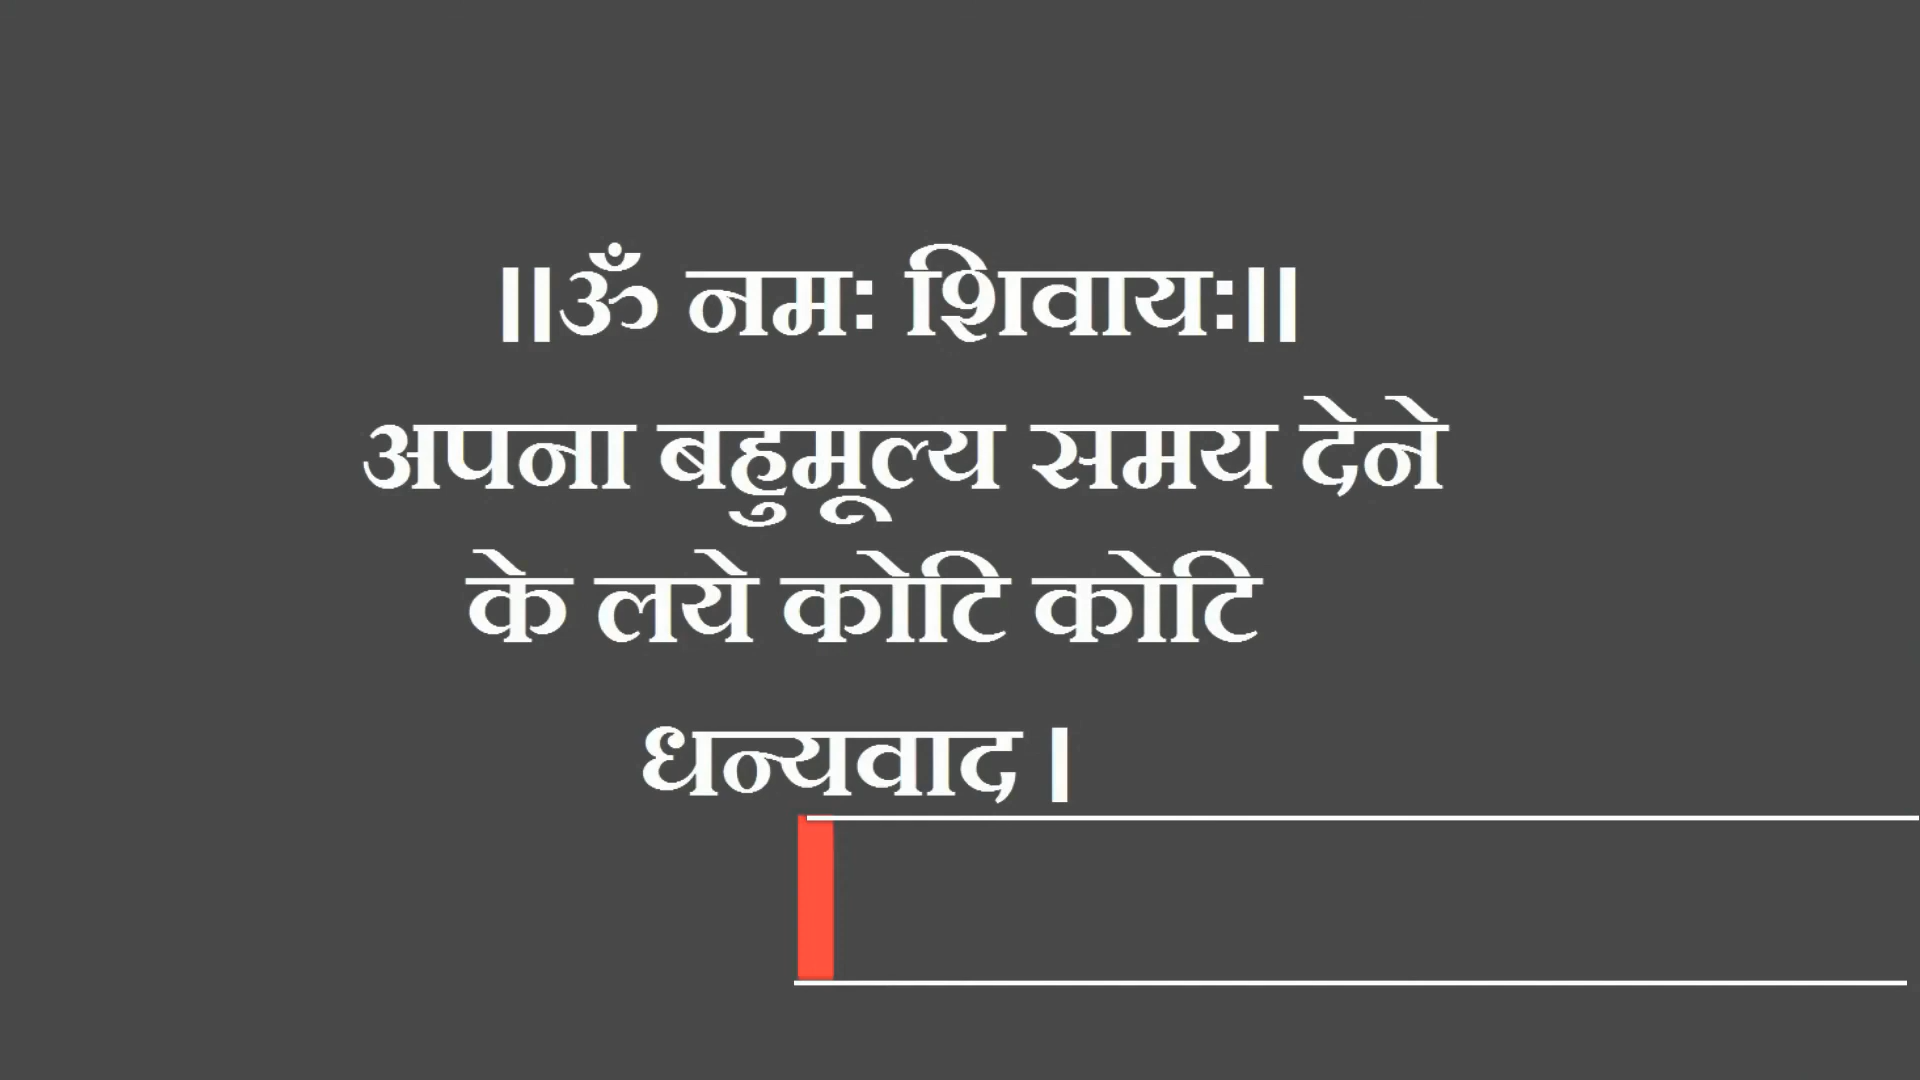 ॥ॐ नमः शिवायः॥
अपना बहुमूल्य समय देने
के लये कोटि कोटि
धन्यवाद ।